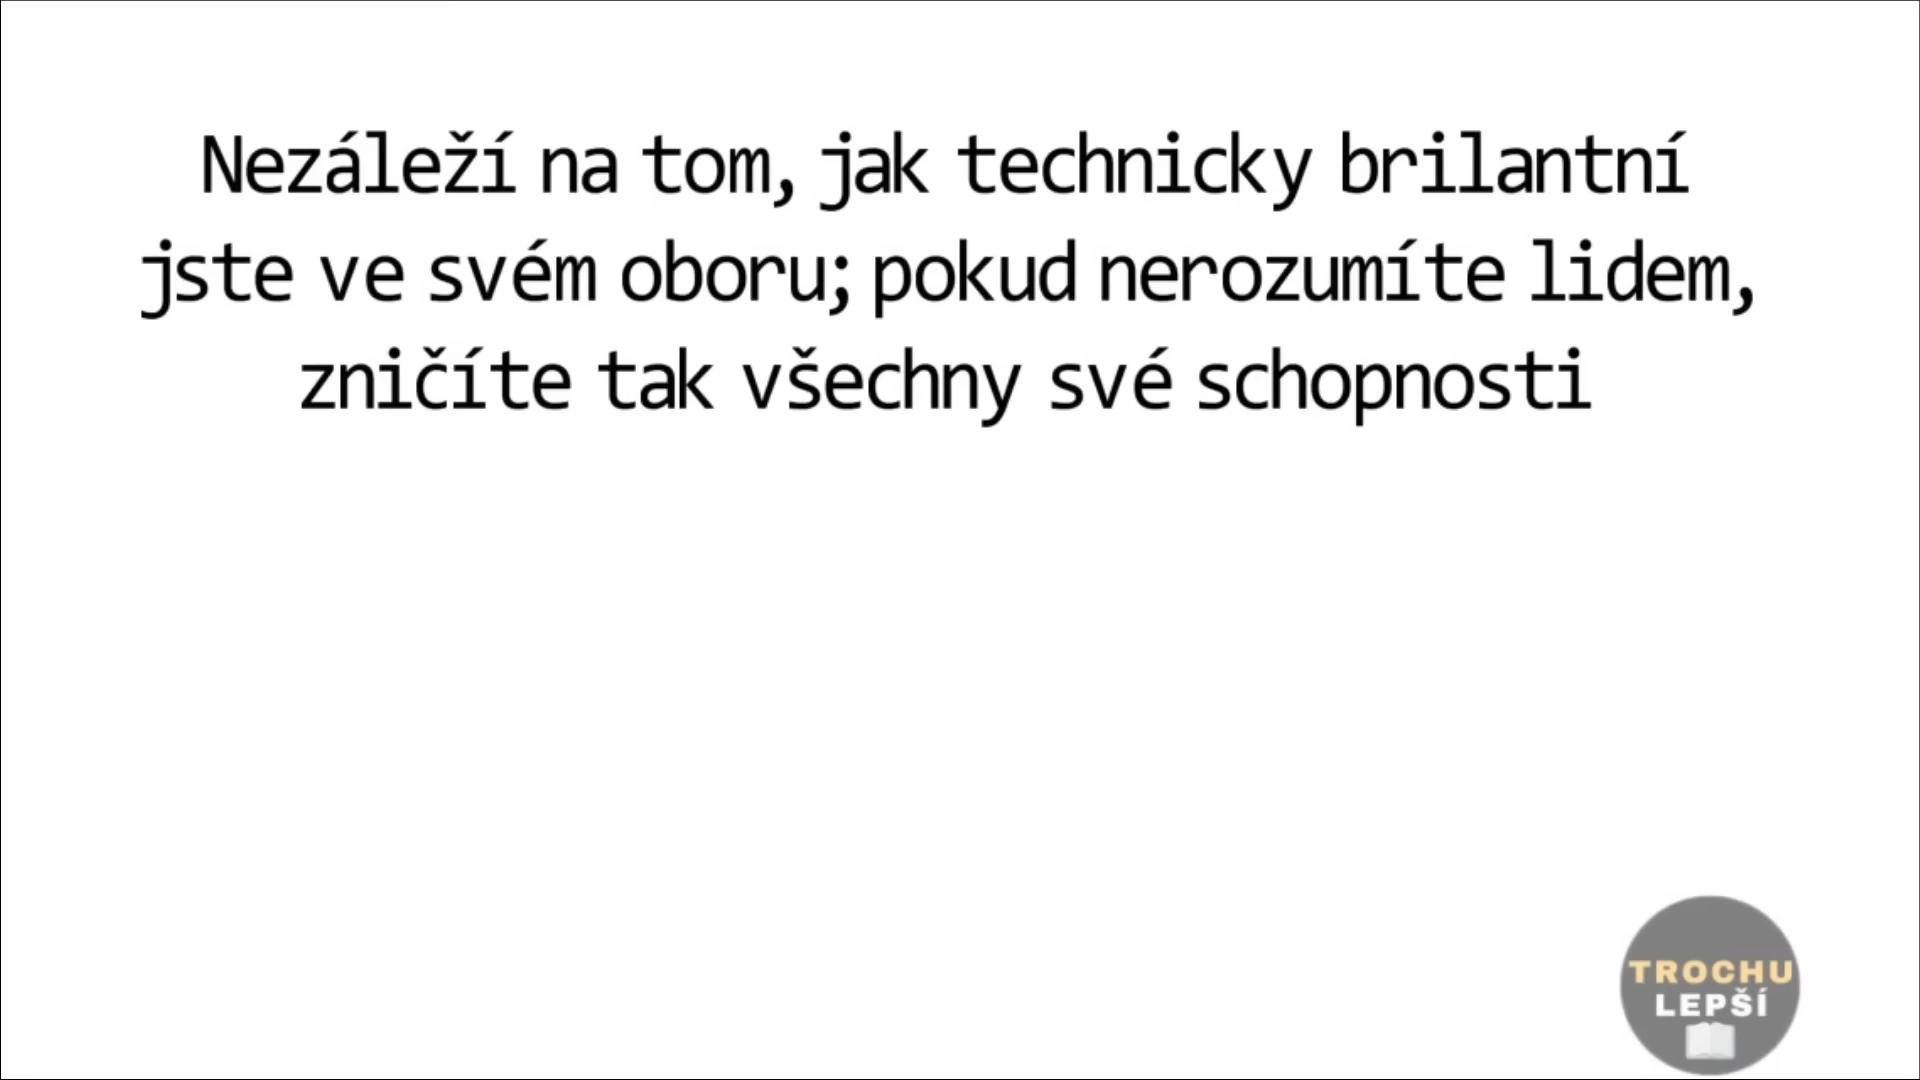 Nezáleží na tom, jak technicky brilantní
jste ve svém oboru; pokud nerozumíte lidem,
zničíte tak všechny své schopnosti
TROCHU
LEPŠÍ